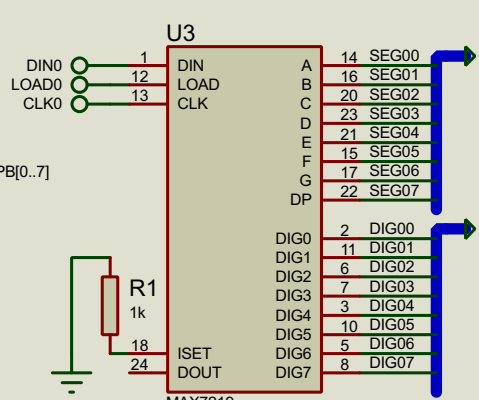 U3
DIN0 1 DIN A 14 SEG00
LOAD0 12 LOAD B 16 SEG01
CLK0 13 CLK C 20 SEG02
D 23 SEG03
E 21 SEG04
F 15 SEG05
PB[0..7] G 17 SEG06
DP 22 SEG07
DIG0 2 DIG00
DIG1 11 DIG01
DIG2 6 DIG02
R1 DIG3 7 DIG03
1k DIG4 3 DIG04
DIG5 10 DIG05
18 ISET DIG6 5 DIG06
24 DOUT DIG7 8 DIG07